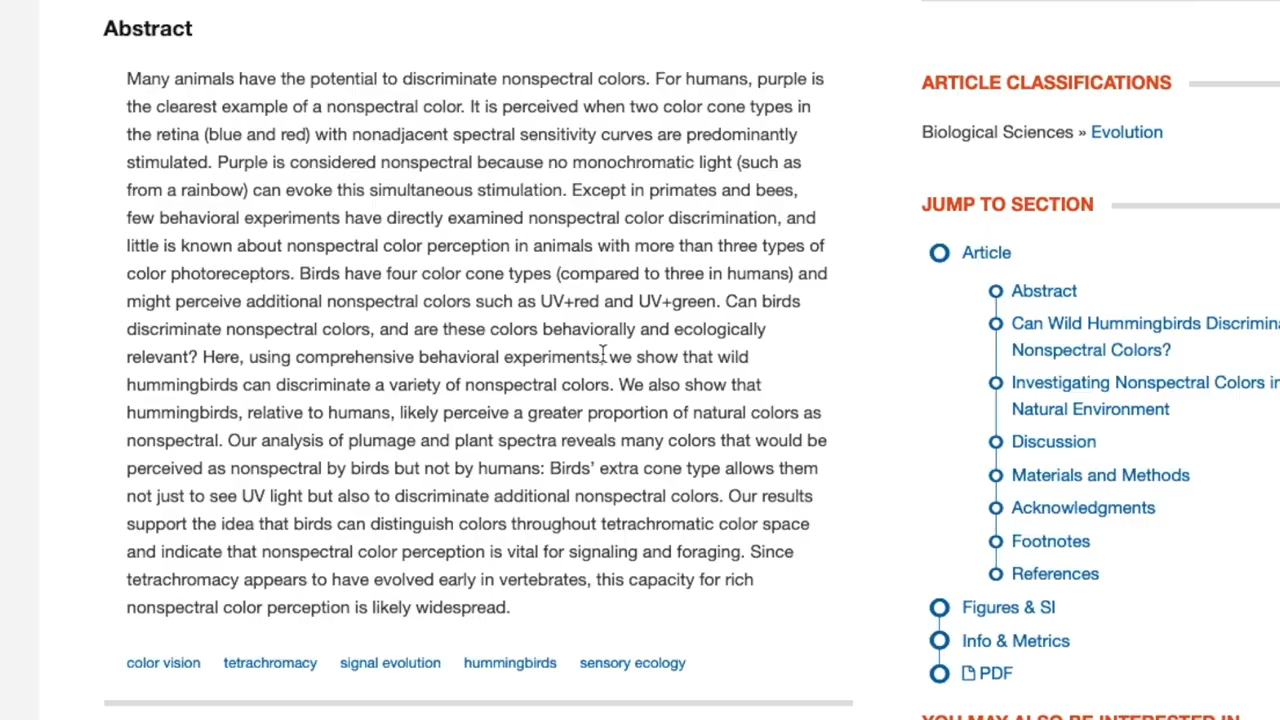 Abstract
Many animals have the potential to discriminate nonspectral colors. For humans, purple is
the clearest example of a nonspectral color. It is perceived when two color cone types in
the retina (blue and red) with nonadjacent spectral sensitivity curves are predominantly
stimulated. Purple is considered nonspectral because no monochromatic light (such as
from a rainbow) can evoke this simultaneous stimulation. Except in primates and bees,
few behavioral experiments have directly examined nonspectral color discrimination, and
little is known about nonspectral color perception in animals with more than three types of
color photoreceptors. Birds have four color cone types (compared to three in humans) and
might perceive additional nonspectral colors such as UV+red and UV+green. Can birds
discriminate nonspectral colors, and are these colors behaviorally and ecologically
relevant? Here, using comprehensive behavioral experiments, we show that wild
hummingbirds can discriminate a variety of nonspectral colors. We also show that
hummingbirds, relative to humans, likely perceive a greater proportion of natural colors as
nonspectral. Our analysis of plumage and plant spectra reveals many colors that would be
perceived as nonspectral by birds but not by humans: Birds’ extra cone type allows them
not just to see UV light but also to discriminate additional nonspectral colors. Our results
support the idea that birds can distinguish colors throughout tetrachromatic color space
and indicate that nonspectral color perception is vital for signaling and foraging. Since
tetrachromacy appears to have evolved early in vertebrates, this capacity for rich
nonspectral color perception is likely widespread.
color vision tetrachromacy signal evolution hummingbirds sensory ecology
ARTICLE CLASSIFICATIONS
Biological Sciences » Evolution
JUMP TO SECTION
Article
Abstract
Can Wild Hummingbirds Discrimina
Nonspectral Colors?
Investigating Nonspectral Colors in
Natural Environment
Discussion
Materials and Methods
Acknowledgments
Footnotes
References
Figures & SI
Info & Metrics
PDF
YOU MAY ALSO BE INTERESTED IN